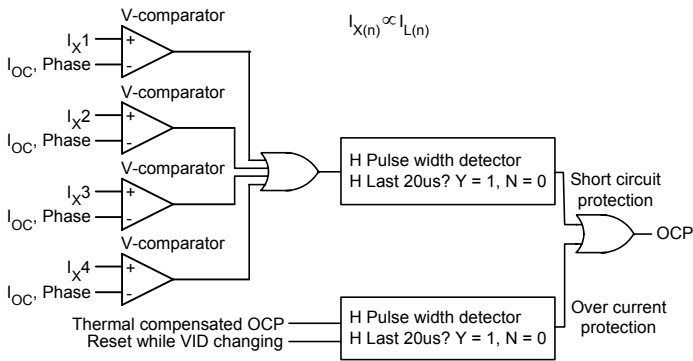 V-comparator
I_X(n) ∝ I_L(n)
I_X1
+
I_OC, Phase
-
V-comparator
I_X2
+
I_OC, Phase
-
H Pulse width detector
H Last 20us? Y = 1, N = 0
V-comparator
I_X3
+
I_OC, Phase
-
Short circuit
protection
OCP
V-comparator
I_X4
+
I_OC, Phase
-
Thermal compensated OCP
Reset while VID changing
H Pulse width detector
H Last 20us? Y = 1, N = 0
Over current
protection